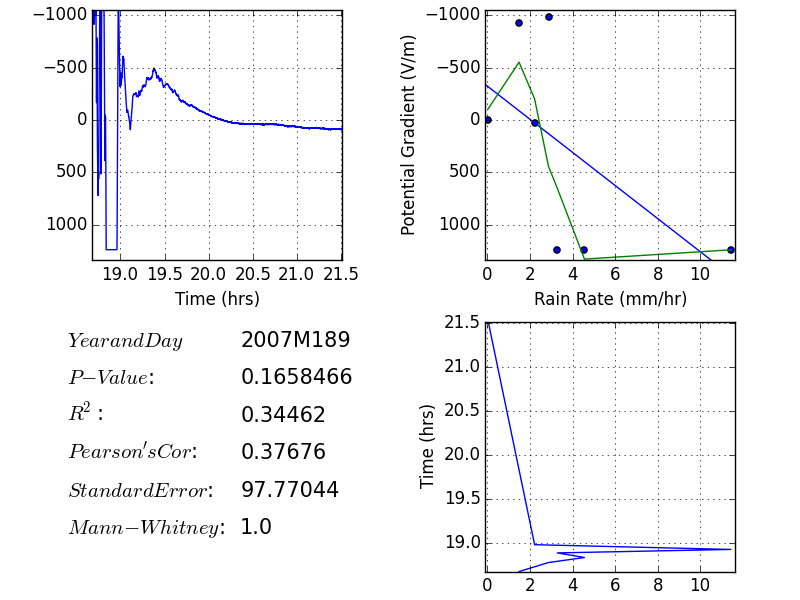 −1000
−500
0
500
1000
19.0 19.5 20.0 20.5 21.0 21.5
Time (hrs)
Potential Gradient (V/m)
−1000
−500
0
500
1000
0 2 4 6 8 10
Rain Rate (mm/hr)
YearandDay 2007M189
P−Value: 0.1658466
R²: 0.34462
Pearson'sCor: 0.37676
StandardError: 97.77044
Mann−Whitney: 1.0
Time (hrs)
21.5
21.0
20.5
20.0
19.5
19.0
0 2 4 6 8 10